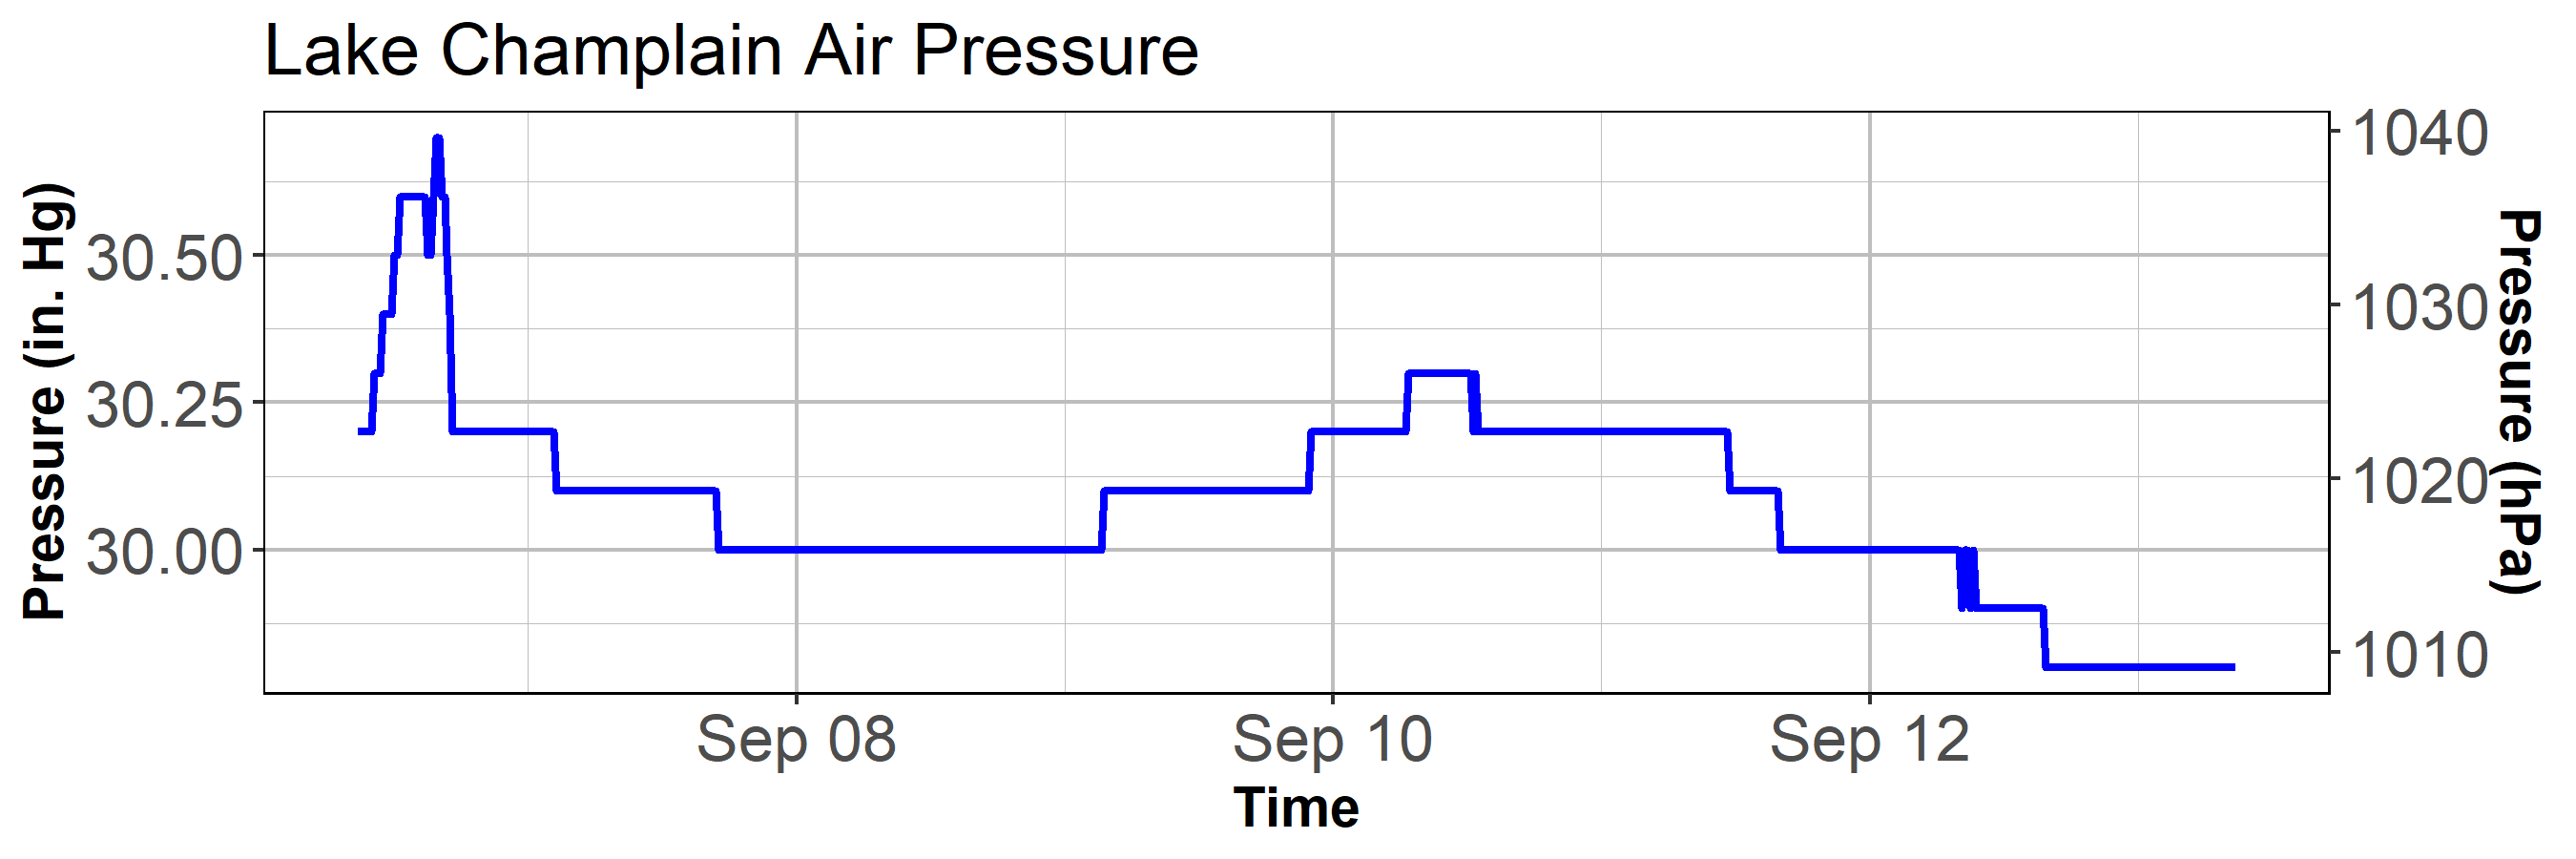 Lake Champlain Air Pressure
Pressure (in. Hg)
30.50
30.25
30.00
1040
1030
1020
1010
Pressure (hPa)
Sep 08
Sep 10
Sep 12
Time